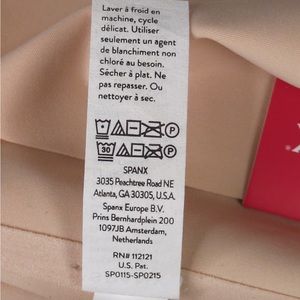 Laver à froid en
machine, cycle
délicat. Utiliser
seulement un agent
de blanchiment non
chloré au besoin.
Sécher à plat. Ne
pas repasser. Ou
nettoyer à sec.
30
SPANX
3035 Peachtree Road NE
Atlanta, GA 30305, U.S.A.
Spanx Europe B.V.
Prins Bernhardplein 200
1097JB Amsterdam,
Netherlands
RN# 112121
U.S. Pat.
SP0115-SP0215